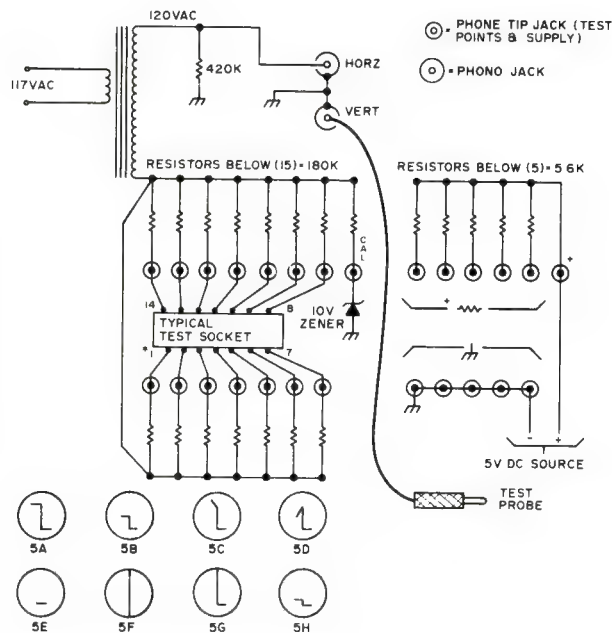 120VAC
117VAC
420K
HORZ
VERT
= PHONE TIP JACK (TEST
POINTS & SUPPLY)
= PHONO JACK
RESISTORS BELOW (15) = 180K
RESISTORS BELOW (5) = 5.6K
CAL
+
14
8
10V
ZENER
TYPICAL
TEST SOCKET
*1
7
+
- +
5V DC SOURCE
TEST
PROBE
5A
5B
5C
5D
5E
5F
5G
5H